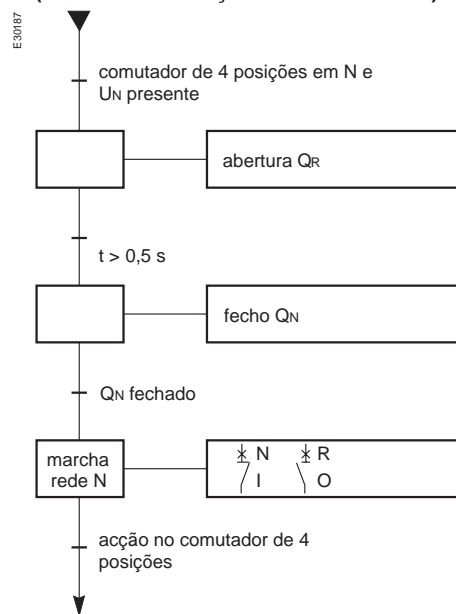 E30187
comutador de 4 posições em N e
UN presente
abertura QR
t > 0,5 s
fecho QN
QN fechado
marcha
rede N
N R
I O
acção no comutador de 4
posições